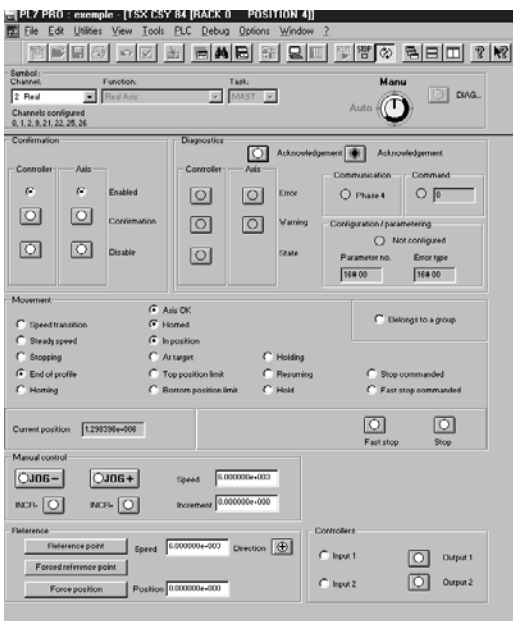 PL7 PRO : exemple - [TSX CSY 84 [RACK 0 POSITION 4]]
File Edit Utilities View Tools PLC Debug Options Window ?
Symbol :
Channel: Function: Task:
2 Real Real Axis MAST
Channels configured
0, 1, 2, 9, 21, 22, 25, 26
Manu
Auto
DIAG...
Confirmation
Controller Axis
Enabled
Confirmation
Disable
Diagnostics
Acknowledgement Acknowledgement
Controller Axis
Error
Warning
State
Communication
Phase 4
Command
0
Configuration / parametering
Not configured
Parameter no. Error type
16#00 16#00
Movement
Speed transition
Steady speed
Stopping
End of profile
Homing
Axis OK
Homed
In position
At target
Top position limit
Bottom position limit
Holding
Resuming
Hold
Belongs to a group
Stop commanded
Fast stop commanded
Current position 1.298396e+006
Fast stop Stop
Manual control
JOG - JOG +
INCR- INCR+
Speed 6.000000e+003
Increment 0.000000e+000
Reference
Reference point
Forced reference point
Force position
Speed 6.000000e+003 Direction
Position 0.000000e+000
Controllers
Input 1 Output 1
Input 2 Output 2